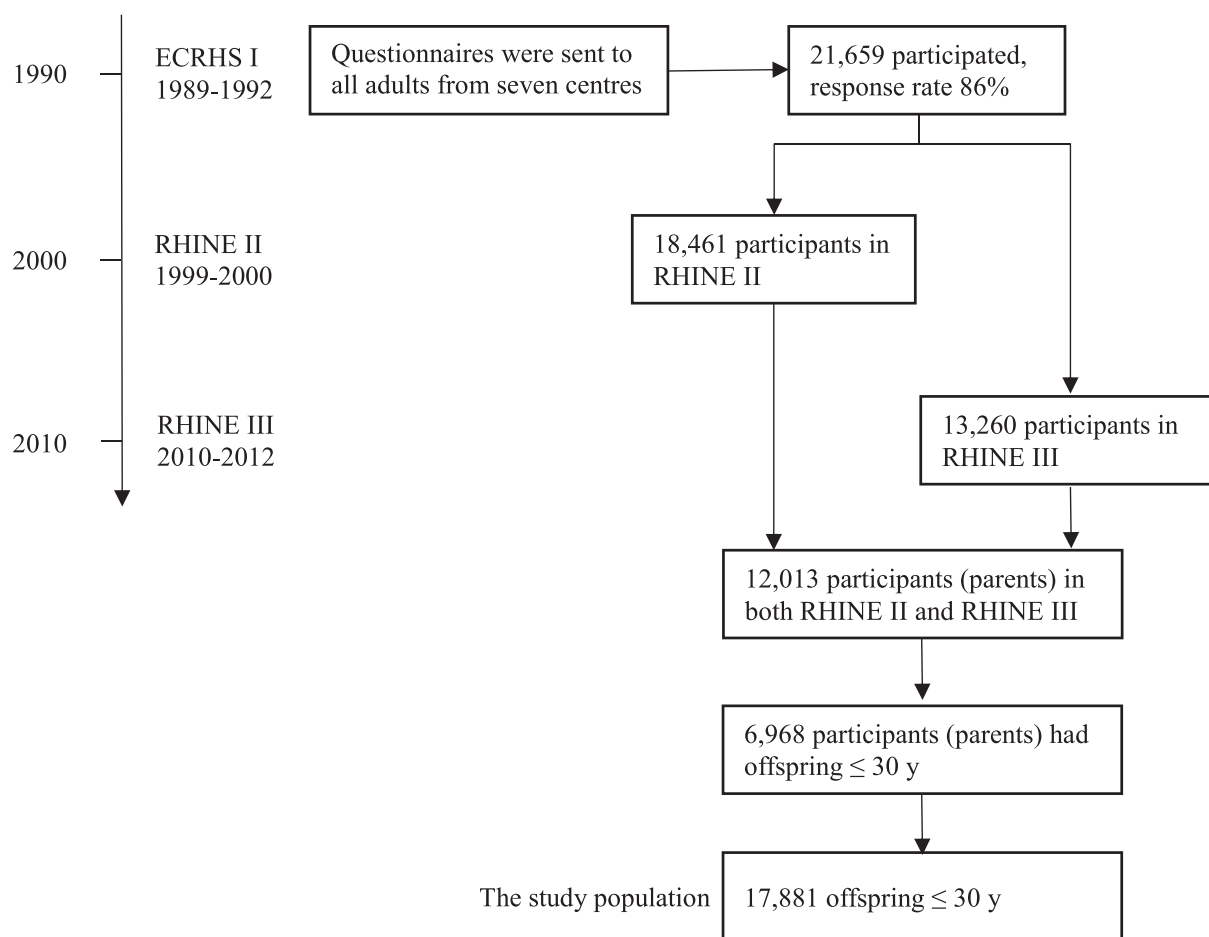 1990
ECRHS I
1989-1992
Questionnaires were sent to
all adults from seven centres
21,659 participated,
response rate 86%
2000
RHINE II
1999-2000
18,461 participants in
RHINE II
2010
RHINE III
2010-2012
13,260 participants in
RHINE III
12,013 participants (parents) in
both RHINE II and RHINE III
6,968 participants (parents) had
offspring ≤ 30 y
The study population
17,881 offspring ≤ 30 y